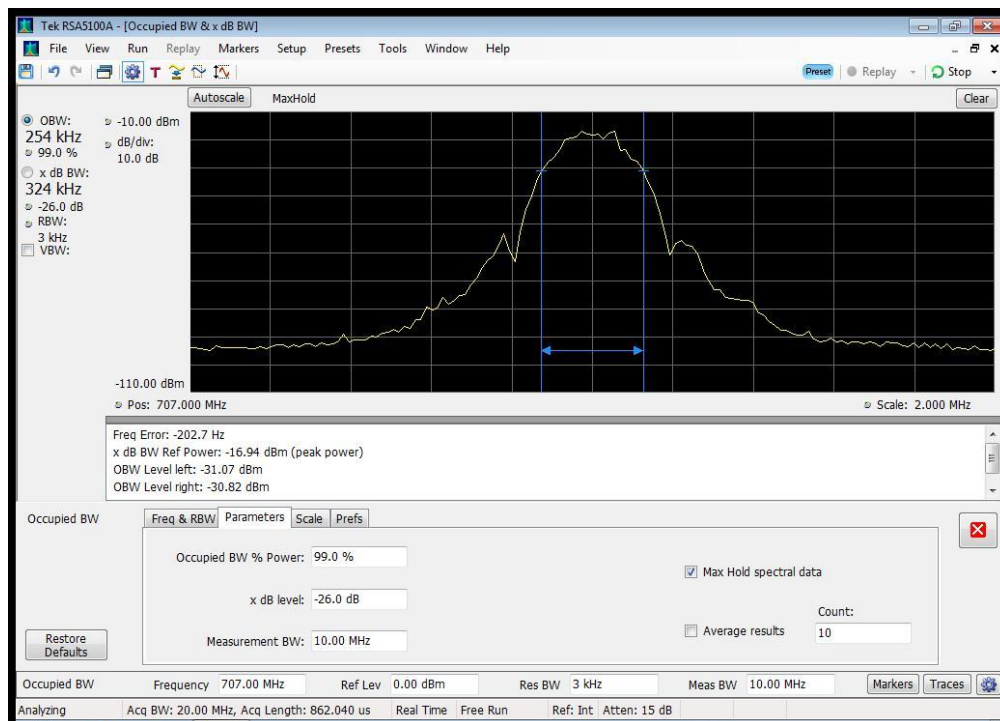 Tek RSA5100A - [Occupied BW & x dB BW]
File View Run Replay Markers Setup Presets Tools Window Help
Preset Replay Stop
Autoscale MaxHold Clear
OBW:
254 kHz
99.0 %
x dB BW:
324 kHz
-26.0 dB
RBW:
3 kHz
VBW:
-10.00 dBm
dB/div:
10.0 dB
-110.00 dBm
Pos: 707.000 MHz Scale: 2.000 MHz
Freq Error: -202.7 Hz
x dB BW Ref Power: -16.94 dBm (peak power)
OBW Level left: -31.07 dBm
OBW Level right: -30.82 dBm
Occupied BW
Freq & RBW Parameters Scale Prefs
Occupied BW % Power: 99.0 %
x dB level: -26.0 dB
Measurement BW: 10.00 MHz
Max Hold spectral data
Count:
Average results 10
Restore
Defaults
Occupied BW Frequency 707.00 MHz Ref Lev 0.00 dBm Res BW 3 kHz Meas BW 10.00 MHz Markers Traces
Analyzing Acq BW: 20.00 MHz, Acq Length: 862.040 us Real Time Free Run Ref: Int Atten: 15 dB